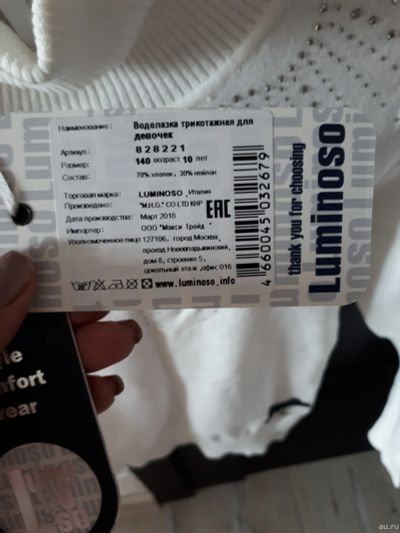 Наименование: Водолазка трикотажная для
девочек
Артикул: 828221
Размер: 140 возраст 10 лет
Состав: 70% хлопок, 30% нейлон
Торговая марка: LUMINOSO, Италия
Произведено: "M.H.G." CO LTD КНР
Дата производства: Март 2018
Импортер: ООО "Макси Трейд"
Уполномоченное лицо 127106, город Москва,
проезд Нововладыкинский,
дом 8, строение 5,
цокольный этаж, офис 016
www.luminoso.info
EAC
4660045032679
thank you for choosing
Luminoso
wear
au.ru